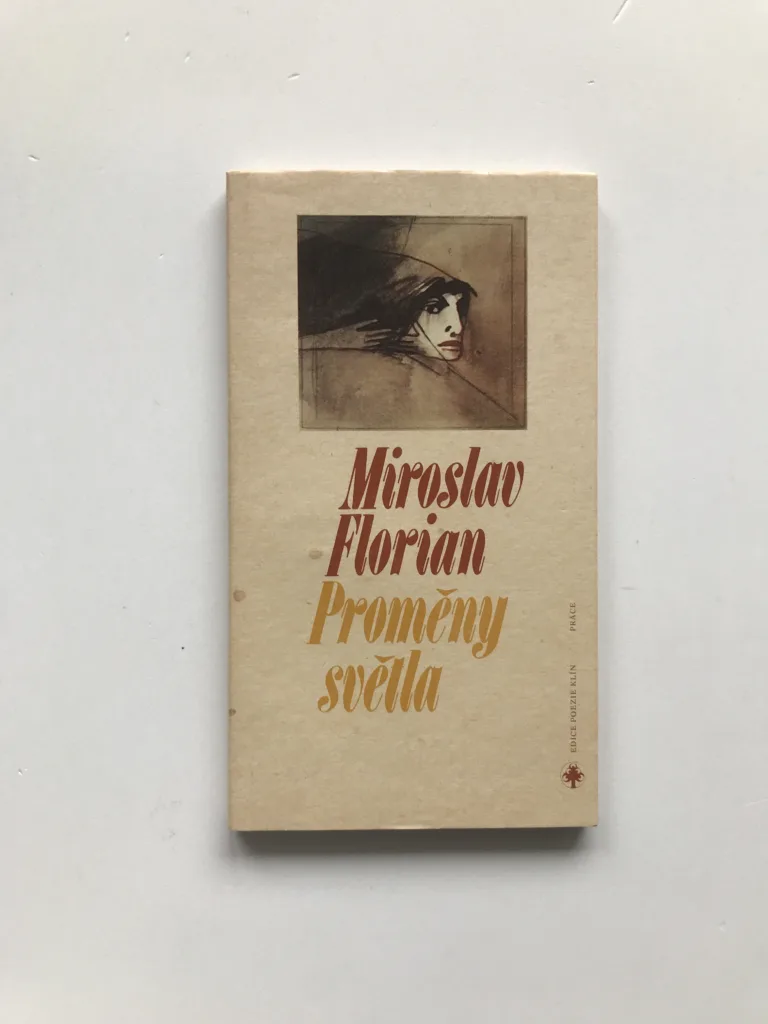 Miroslav
Florian
Proměny
světla
EDICE POEZIE KLÍN PRÁCE